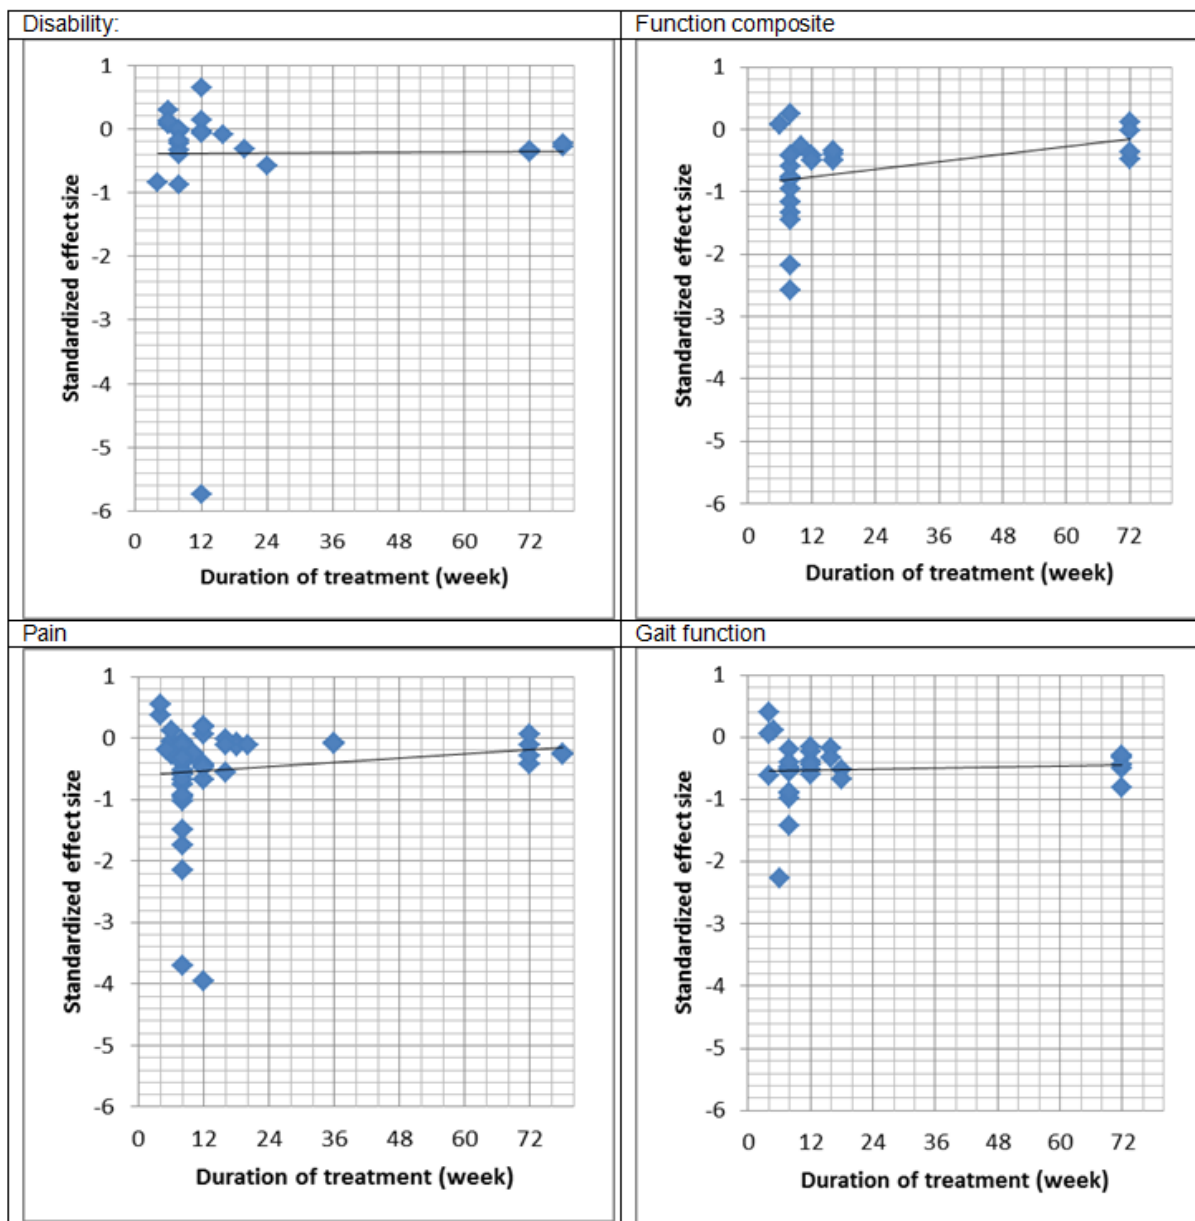 Disability:
Function composite
1
0
-1
-2
-3
-4
-5
-6
Standardized effect size
0 12 24 36 48 60 72
Duration of treatment (week)
1
0
-1
-2
-3
-4
-5
-6
Standardized effect size
0 12 24 36 48 60 72
Duration of treatment (week)
Pain
Gait function
1
0
-1
-2
-3
-4
-5
-6
Standardized effect size
0 12 24 36 48 60 72
Duration of treatment (week)
1
0
-1
-2
-3
-4
-5
-6
Standardized effect size
0 12 24 36 48 60 72
Duration of treatment (week)